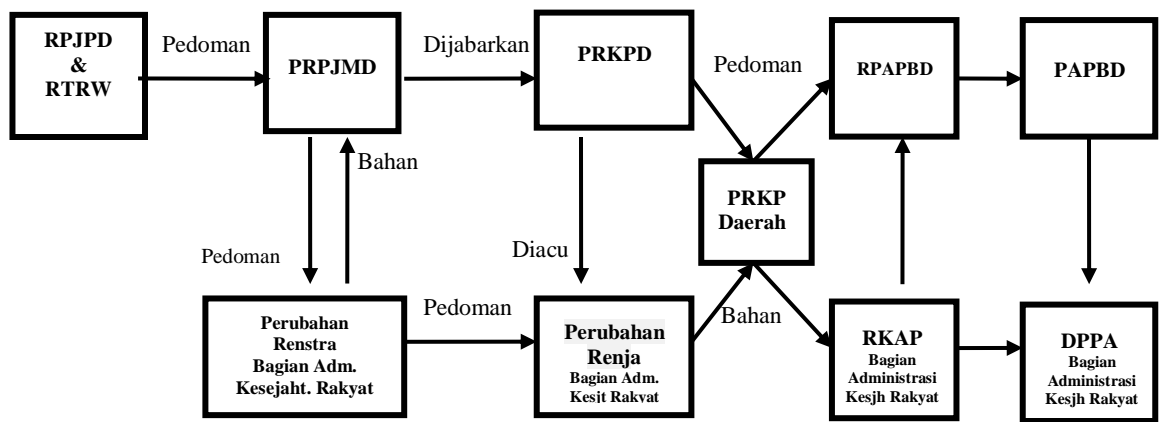 RPJPD
&
RTRW
Pedoman
PRPJMD
Dijabarkan
PRKPD
Pedoman
RPAPBD
PAPBD
Bahan
PRKP
Daerah
Pedoman
Diacu
Perubahan
Renstra
Bagian Adm.
Kesejaht. Rakyat
Pedoman
Perubahan
Renja
Bagian Adm.
Kesjt Rakyat
Bahan
RKAP
Bagian
Administrasi
Kesjh Rakyat
DPPA
Bagian
Administrasi
Kesjh Rakyat